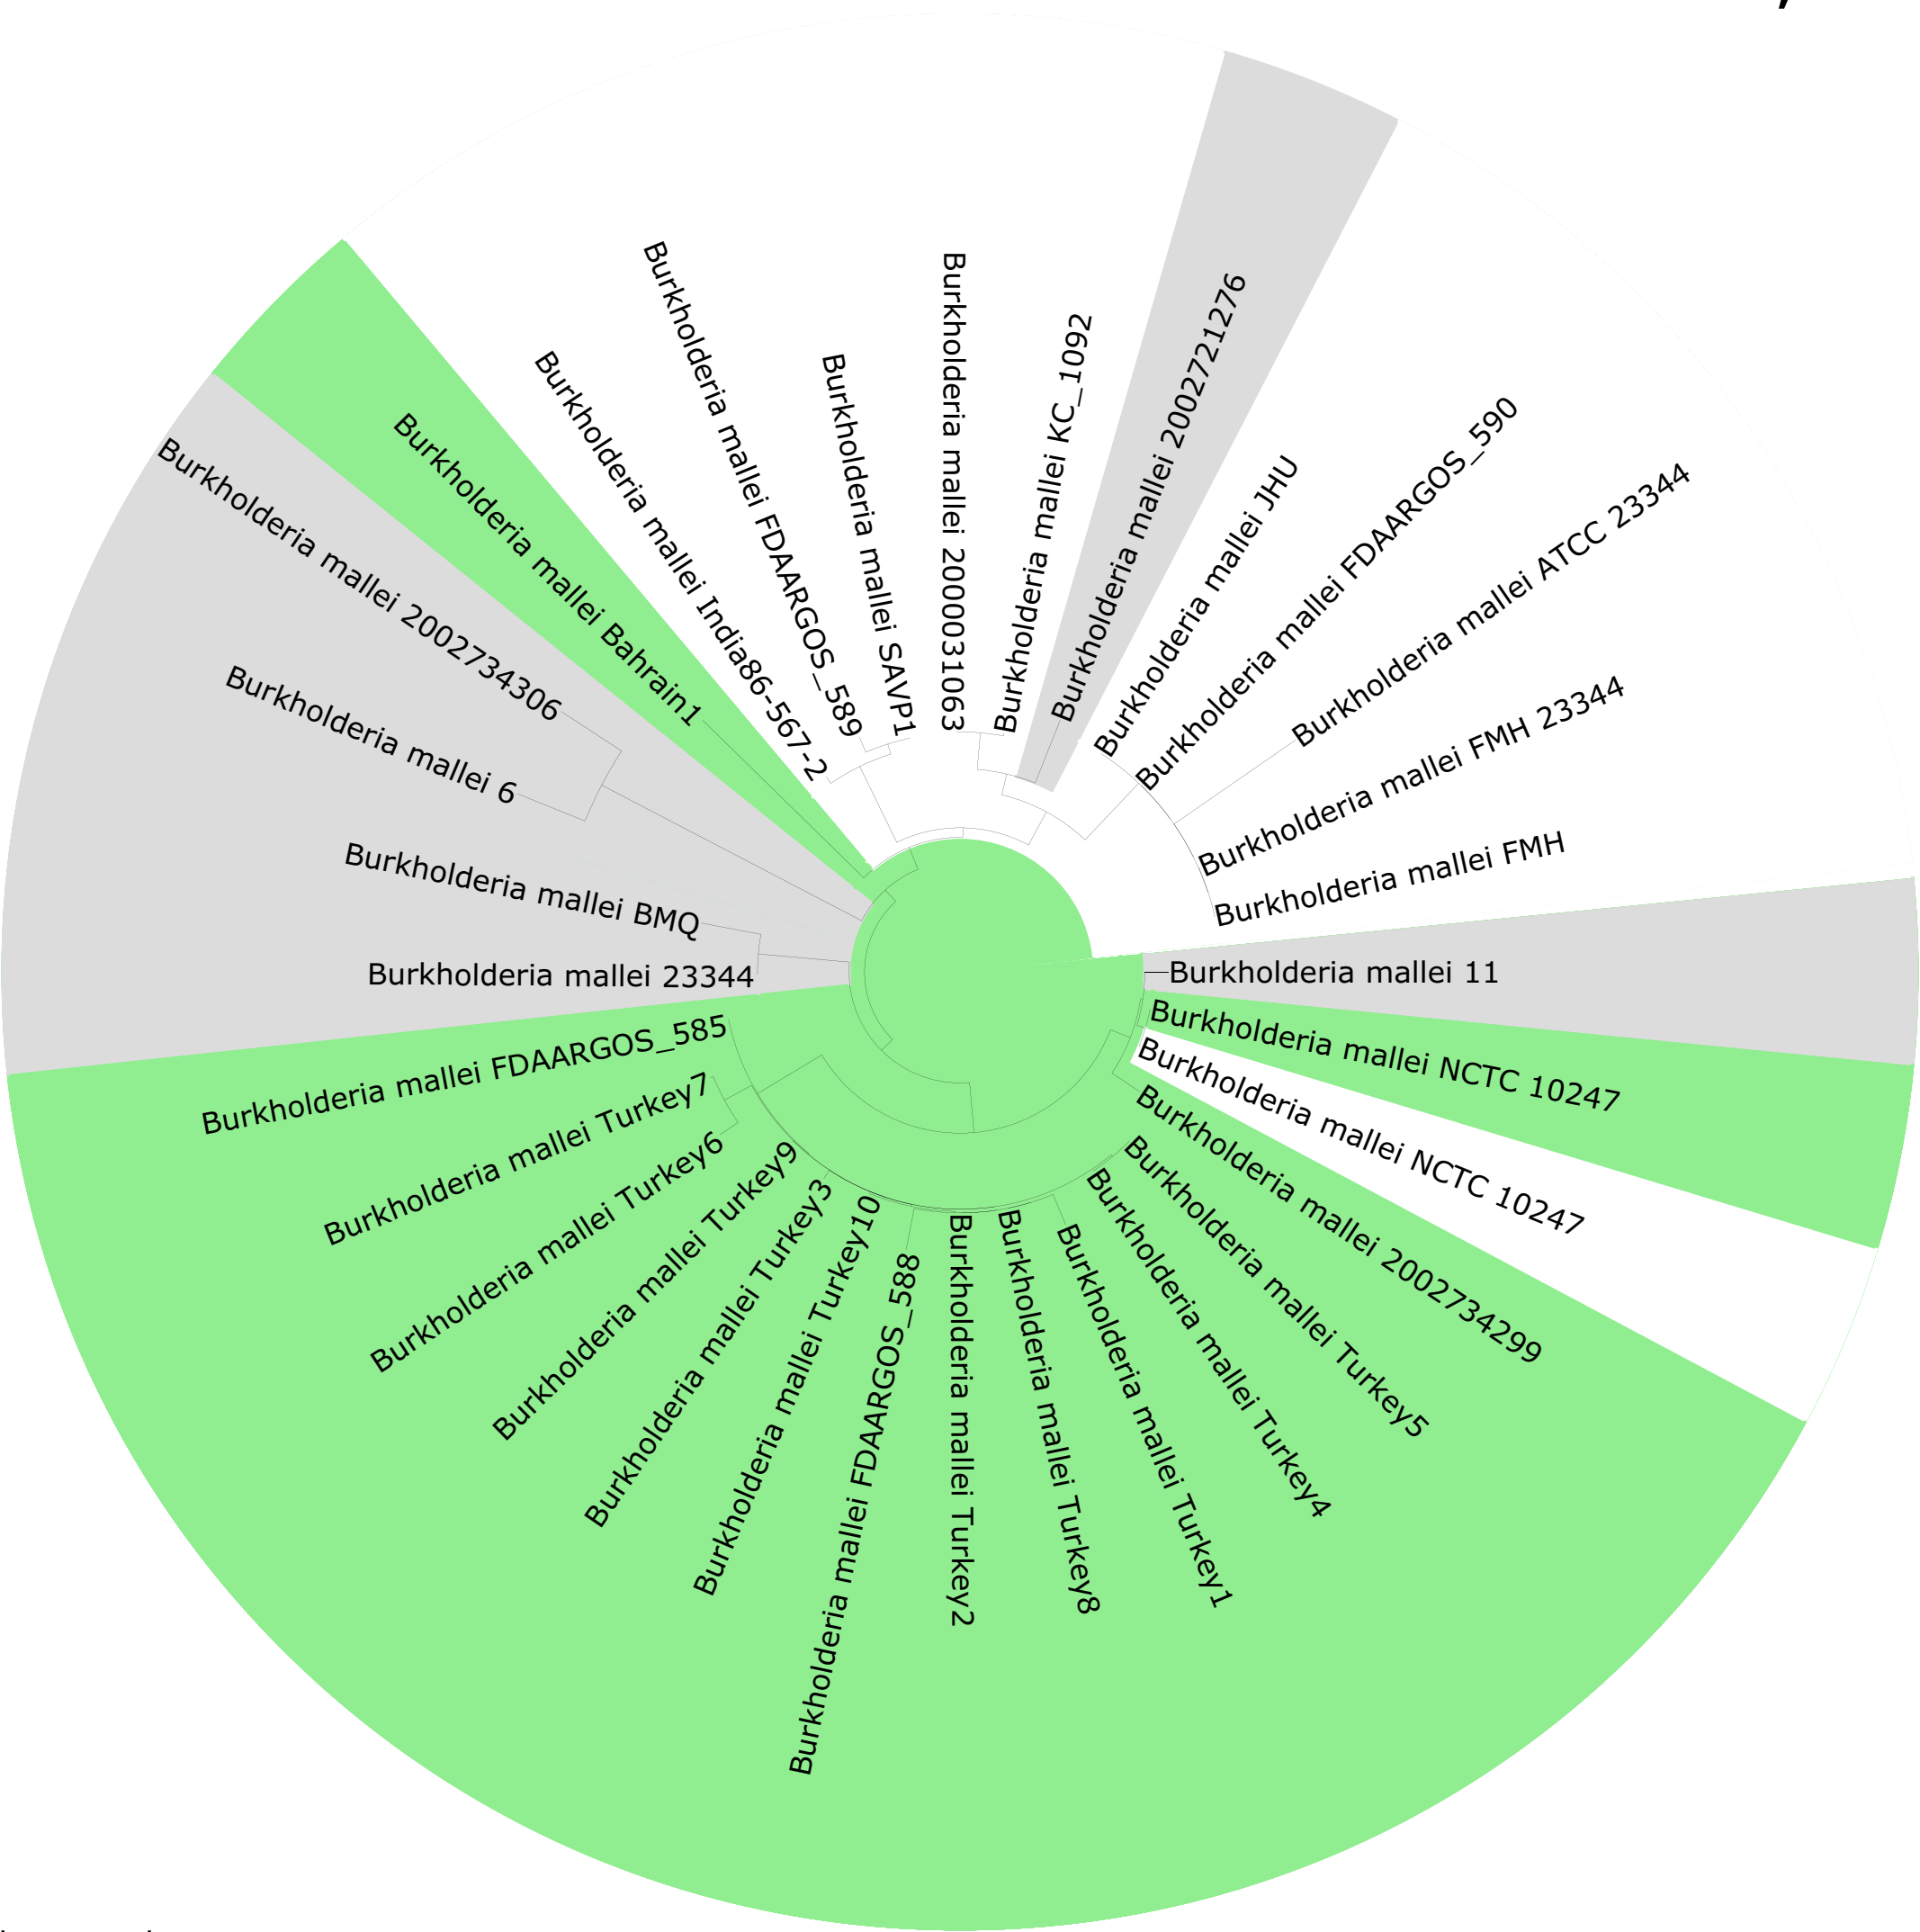 Burkholderia mallei 2000031063
Burkholderia mallei KC_1092
Burkholderia mallei 2002721276
Burkholderia mallei JHU
Burkholderia mallei FDAARGOS_590
Burkholderia mallei ATCC 23344
Burkholderia mallei FMH 23344
Burkholderia mallei FMH
Burkholderia mallei 11
Burkholderia mallei NCTC 10247
Burkholderia mallei NCTC 10247
Burkholderia mallei 2002734299
Burkholderia mallei Turkey5
Burkholderia mallei Turkey4
Burkholderia mallei Turkey1
Burkholderia mallei Turkey8
Burkholderia mallei Turkey2
Burkholderia mallei FDAARGOS_588
Burkholderia mallei Turkey10
Burkholderia mallei Turkey3
Burkholderia mallei Turkey9
Burkholderia mallei Turkey6
Burkholderia mallei Turkey7
Burkholderia mallei FDAARGOS_585
Burkholderia mallei 23344
Burkholderia mallei BMQ
Burkholderia mallei 6
Burkholderia mallei 2002734306
Burkholderia mallei Bahrain1
Burkholderia mallei India86-567-2
Burkholderia mallei FDAARGOS_589
Burkholderia mallei SAVP1